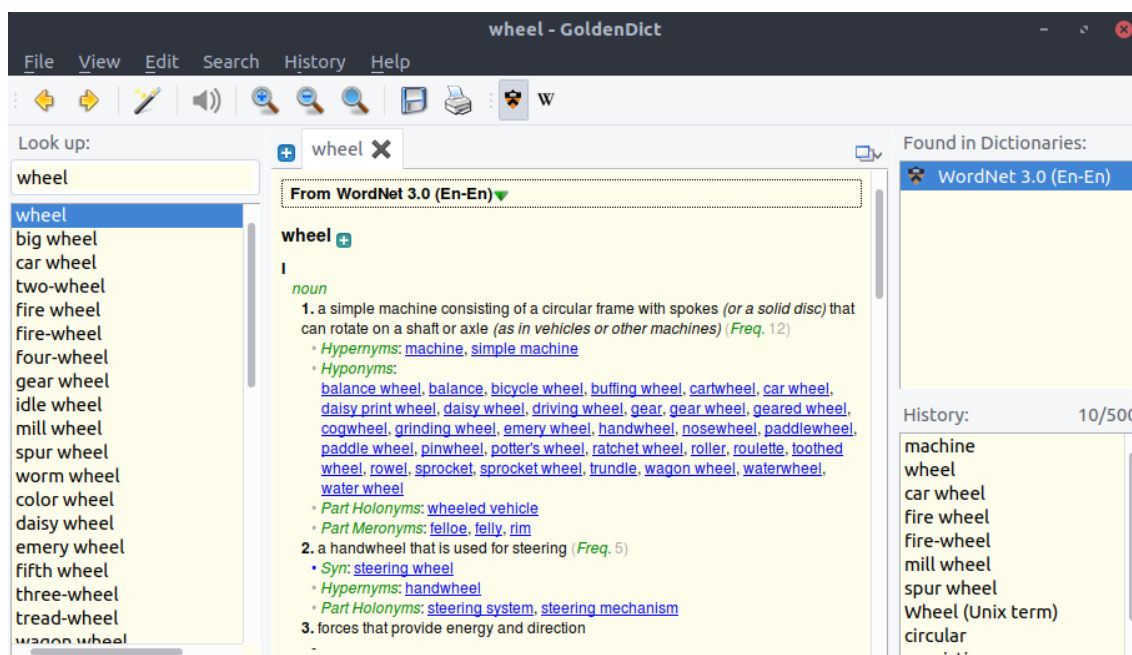 wheel - GoldenDict
File View Edit Search History Help
W
Look up:
wheel
wheel
big wheel
car wheel
two-wheel
fire wheel
fire-wheel
four-wheel
gear wheel
idle wheel
mill wheel
spur wheel
worm wheel
color wheel
daisy wheel
emery wheel
fifth wheel
three-wheel
tread-wheel
wagon wheel
wheel
From WordNet 3.0 (En-En)
wheel
I
noun
1. a simple machine consisting of a circular frame with spokes (or a solid disc) that
can rotate on a shaft or axle (as in vehicles or other machines) (Freq. 12)
• Hypernyms: machine, simple machine
• Hyponyms:
balance wheel, balance, bicycle wheel, buffing wheel, cartwheel, car wheel,
daisy print wheel, daisy wheel, driving wheel, gear, gear wheel, geared wheel,
cogwheel, grinding wheel, emery wheel, handwheel, nosewheel, paddlewheel,
paddle wheel, pinwheel, potter's wheel, ratchet wheel, roller, roulette, toothed
wheel, rowel, sprocket, sprocket wheel, trundle, wagon wheel, waterwheel,
water wheel
• Part Holonyms: wheeled vehicle
• Part Meronyms: felloe, felly, rim
2. a handwheel that is used for steering (Freq. 5)
• Syn: steering wheel
• Hypernyms: handwheel
• Part Holonyms: steering system, steering mechanism
3. forces that provide energy and direction
-
Found in Dictionaries:
WordNet 3.0 (En-En)
History: 10/500
machine
wheel
car wheel
fire wheel
fire-wheel
mill wheel
spur wheel
Wheel (Unix term)
circular